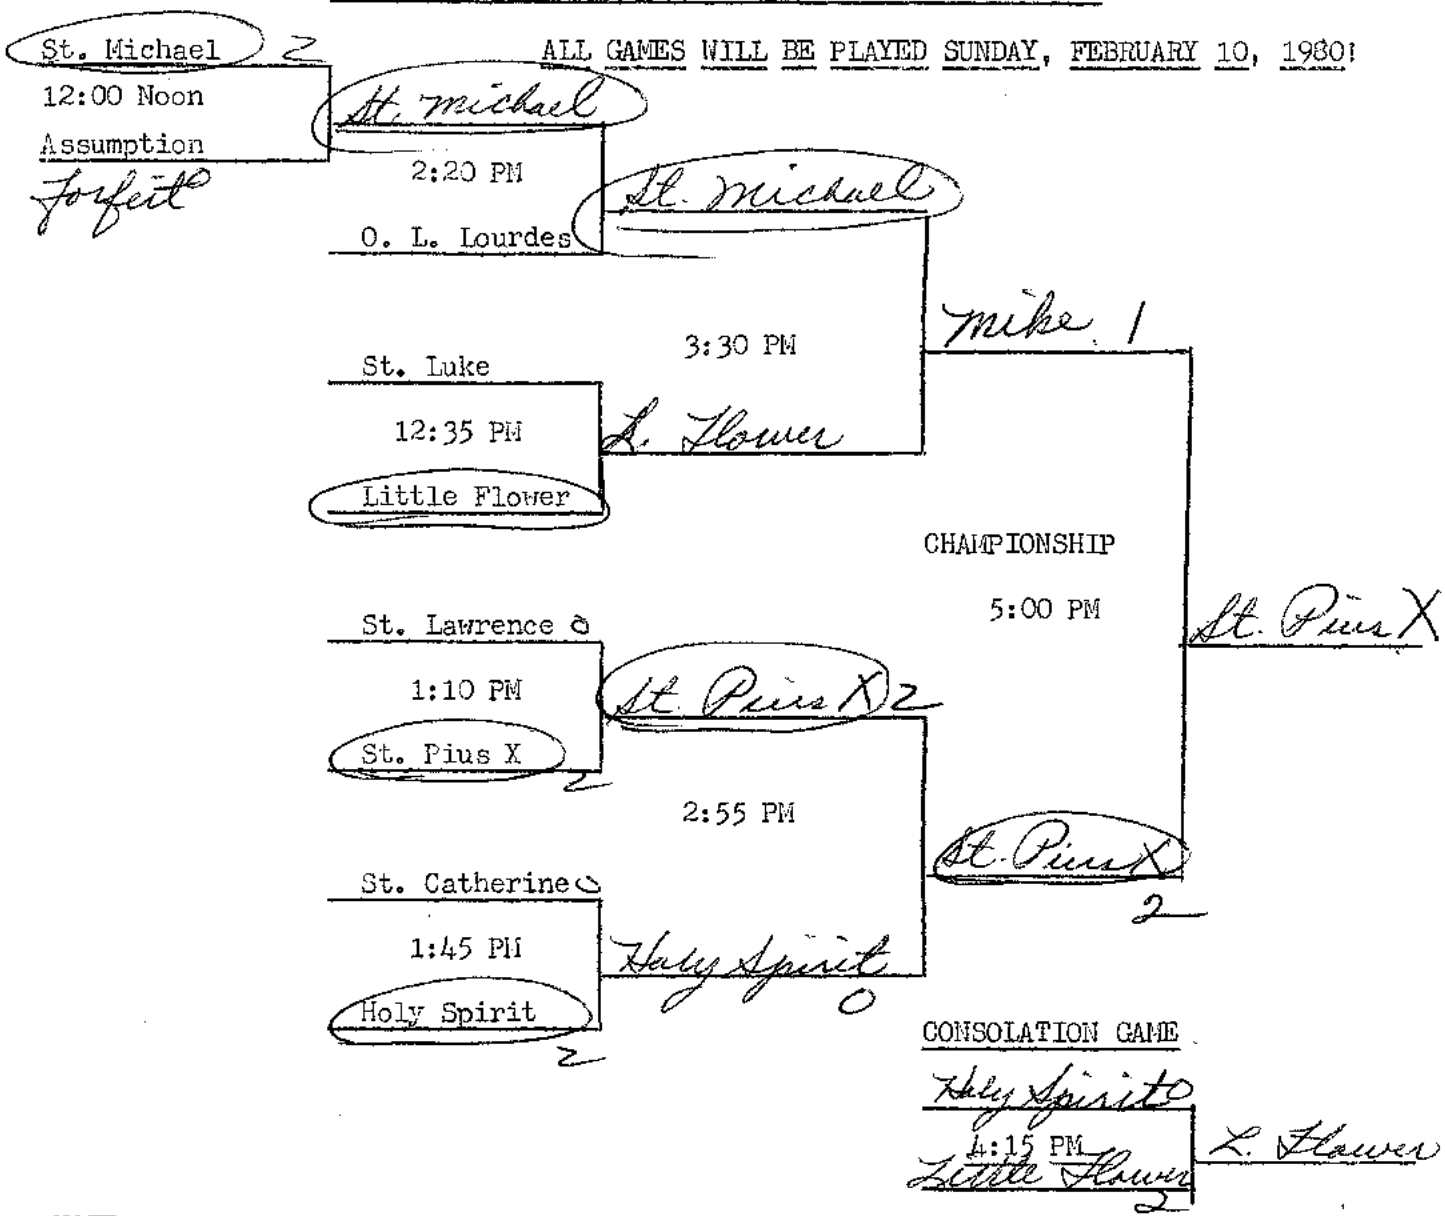 ALL GAMES WILL BE PLAYED SUNDAY, FEBRUARY 10, 1980!
St. Michael 2
12:00 Noon
Assumption
Forfeit
St. Michael
2:20 PM
O. L. Lourdes
St. Michael
St. Luke
12:35 PM
Little Flower
3:30 PM
L. Flower
Mike 1
St. Lawrence 0
1:10 PM
St. Pius X
2
St. Pius X 2
2:55 PM
St. Catherine 0
1:45 PM
Holy Spirit
2
Holy Spirit
0
CHAMPIONSHIP
5:00 PM
St. Pius X
2
St. Pius X
CONSOLATION GAME
Holy Spirit 0
4:15 PM
Little Flower
2
L. Flower